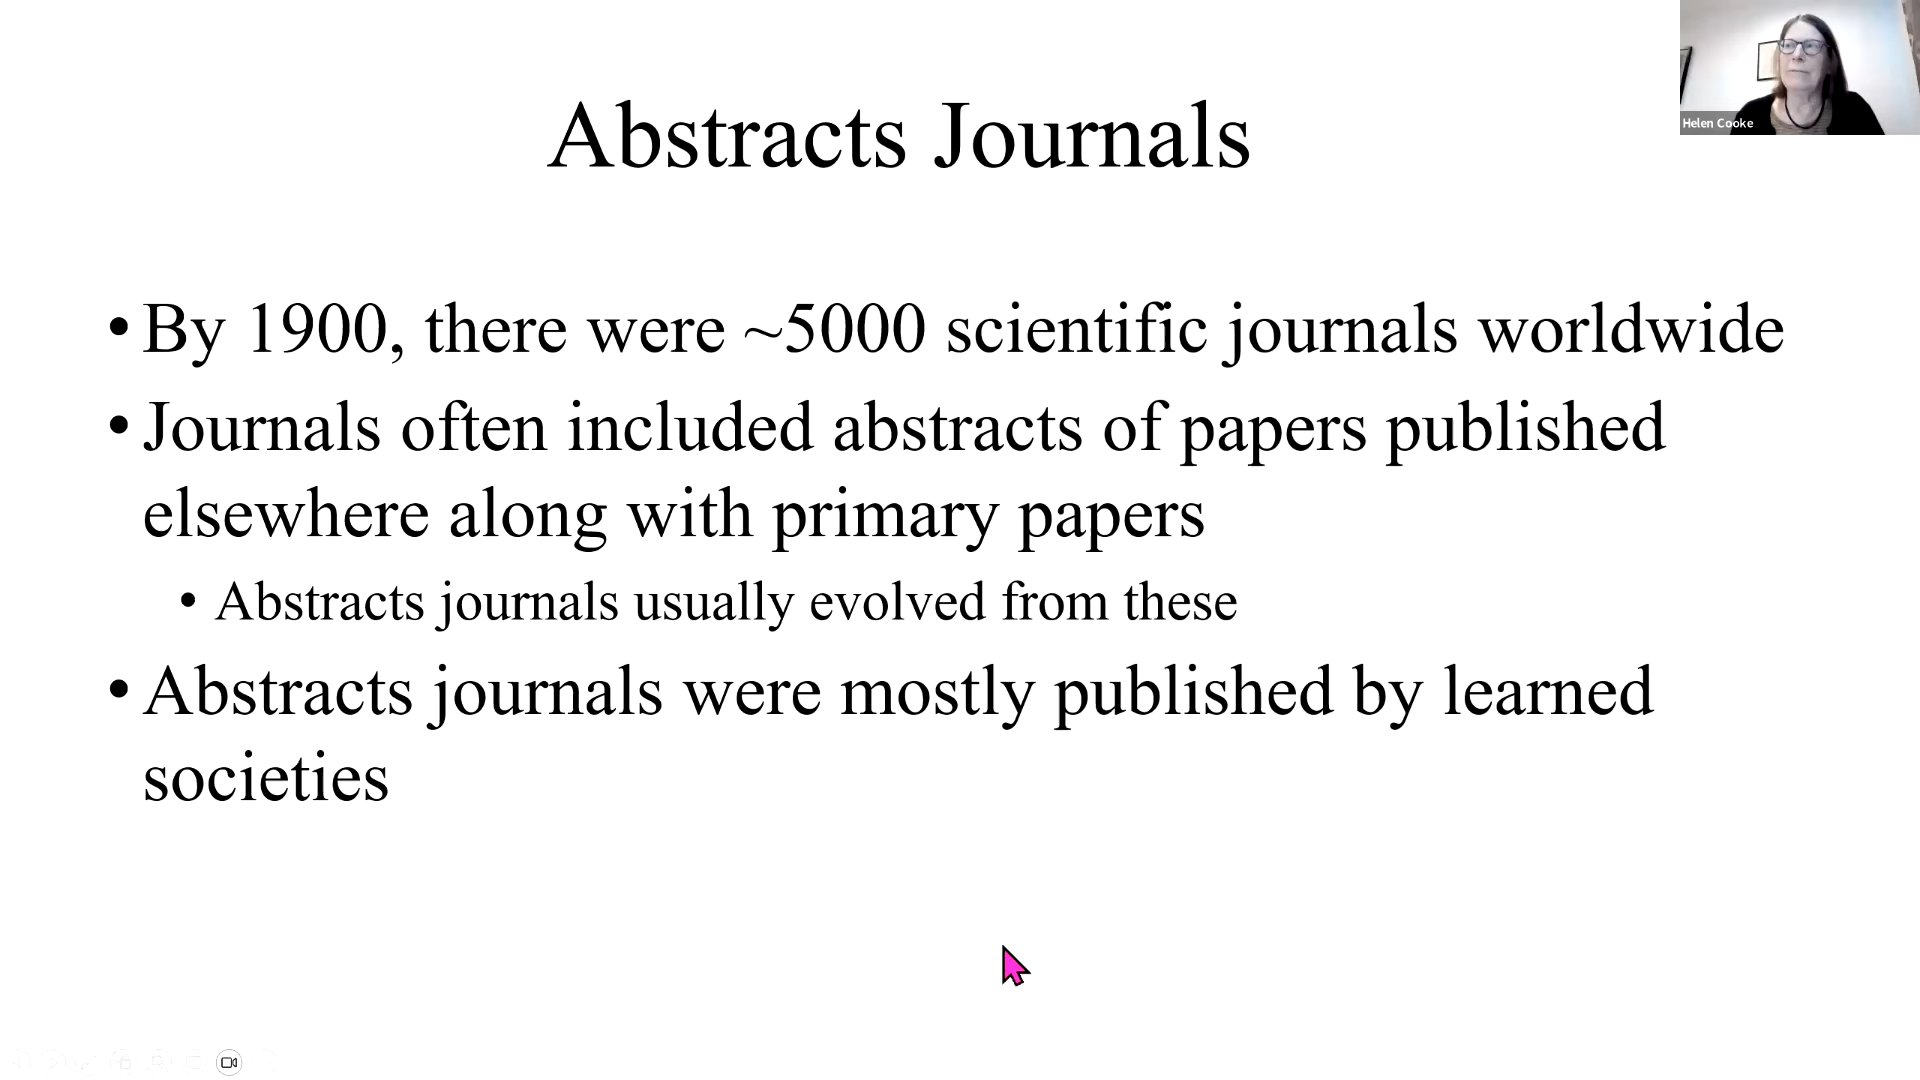 Helen Cooke
Abstracts Journals
• By 1900, there were ~5000 scientific journals worldwide
• Journals often included abstracts of papers published
elsewhere along with primary papers
• Abstracts journals usually evolved from these
• Abstracts journals were mostly published by learned
societies